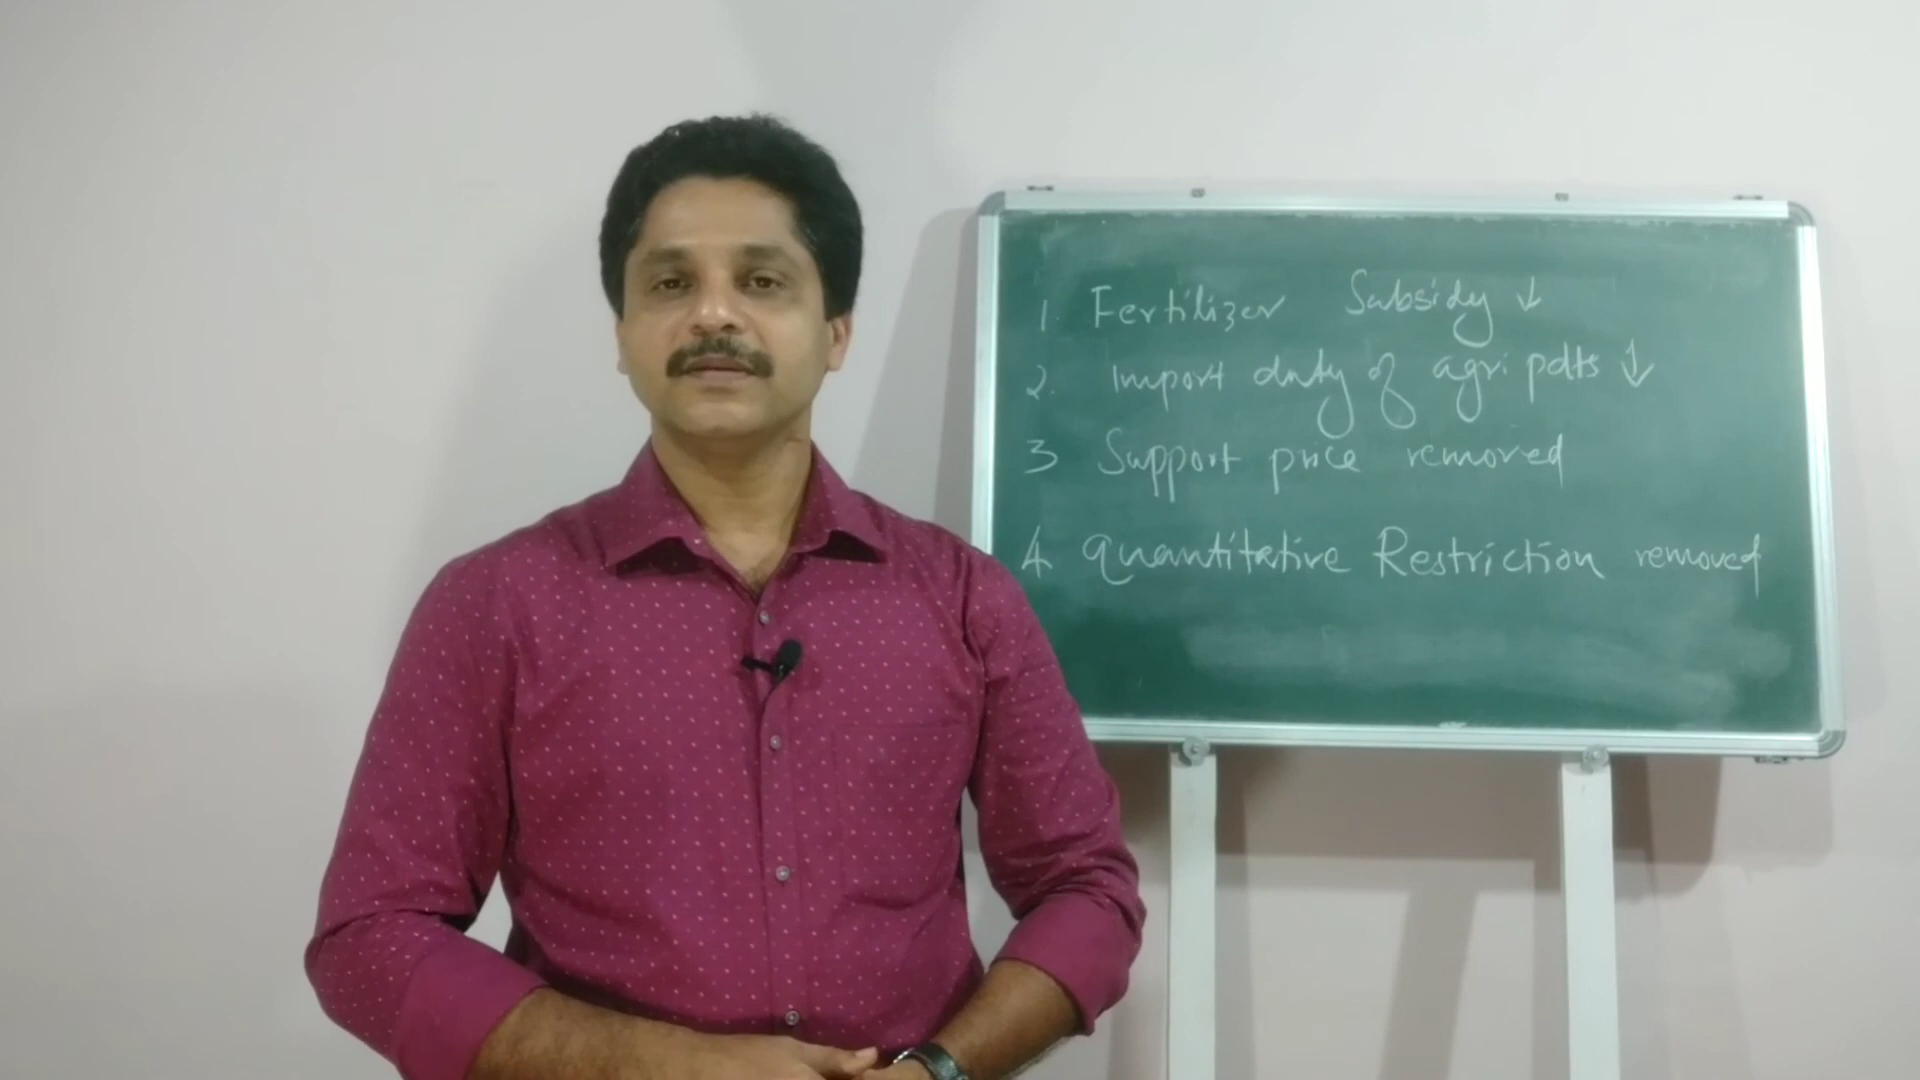 1. Fertilizer Subsidy ↓
2. Import duty of agri pdts ↓
3 Support price removed
4. Quantitative Restriction removed